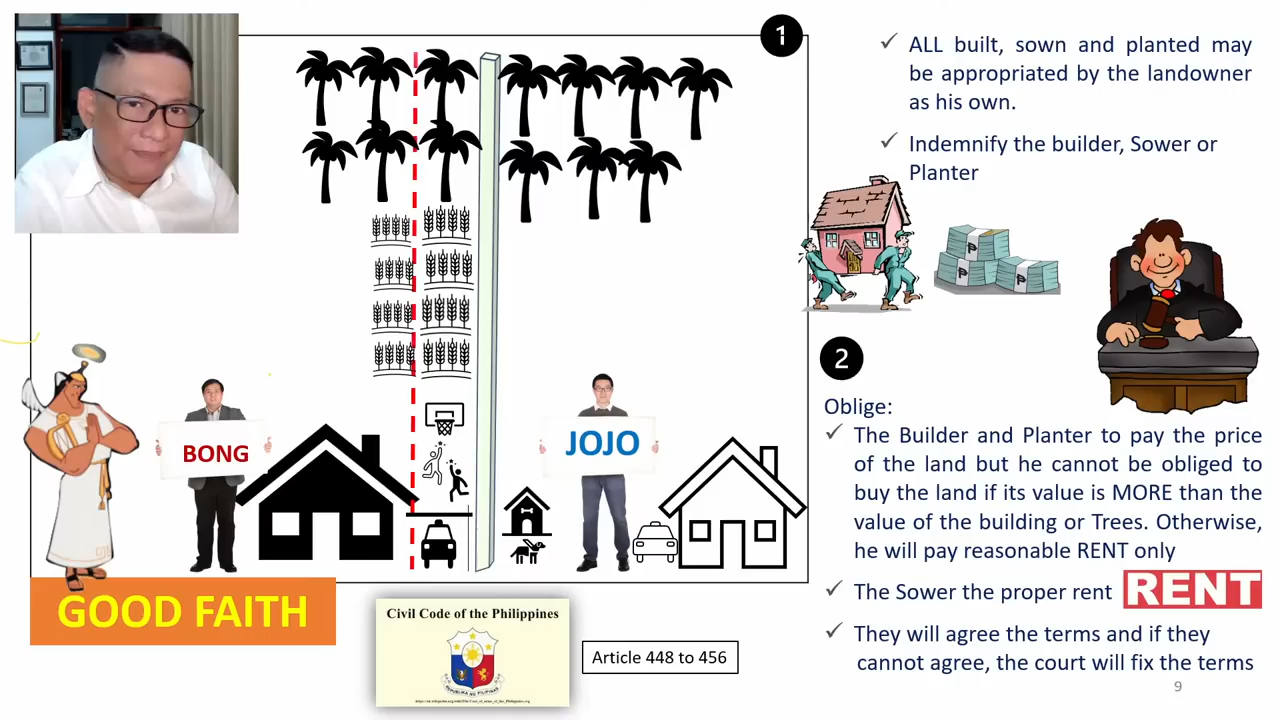 1
✓ ALL built, sown and planted may
be appropriated by the landowner
as his own.
✓ Indemnify the builder, Sower or
Planter
₱
₱
₱
2
Oblige:
✓ The Builder and Planter to pay the price
of the land but he cannot be obliged to
buy the land if its value is MORE than the
value of the building or Trees. Otherwise,
he will pay reasonable RENT only
✓ The Sower the proper rent
RENT
✓ They will agree the terms and if they
cannot agree, the court will fix the terms
BONG
JOJO
GOOD FAITH
Civil Code of the Philippines
Article 448 to 456
9